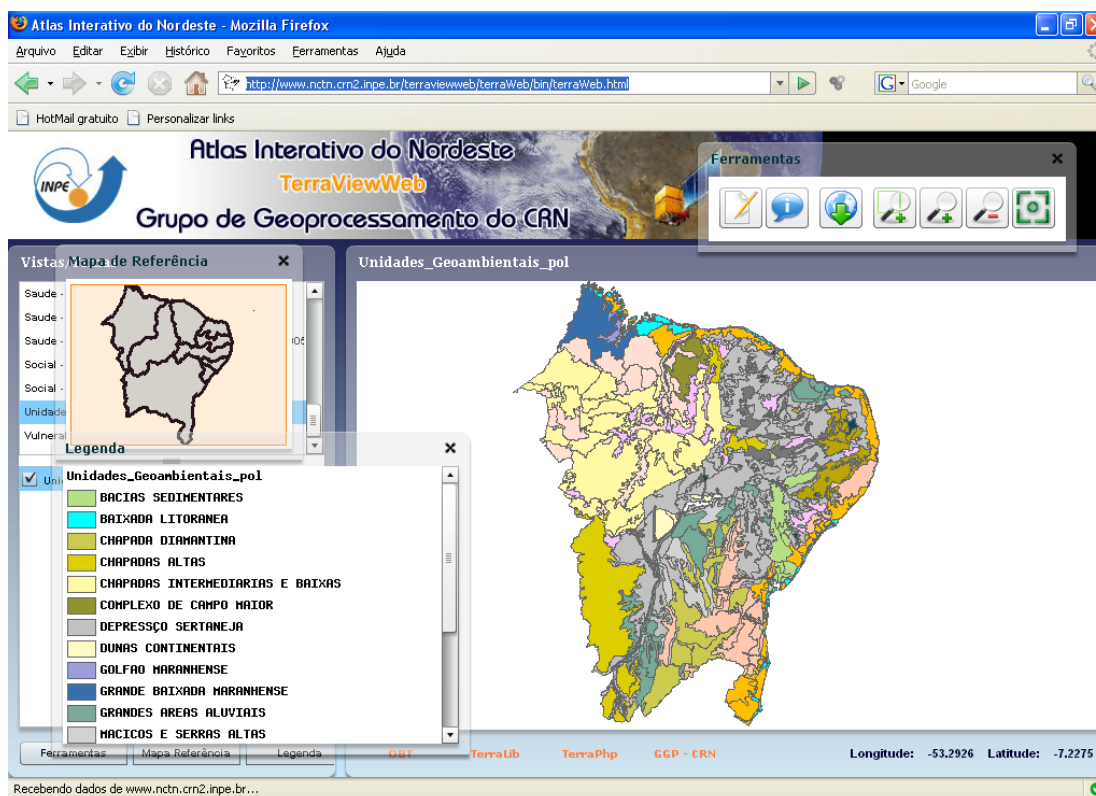 Atlas Interativo do Nordeste - Mozilla Firefox
Arquivo Editar Exibir Histórico Favoritos Ferramentas Ajuda
http://www.nctn.crn2.inpe.br/terraviewweb/terraWeb/bin/terraWeb.html
G Google
HotMail gratuito Personalizar links
INPE
Atlas Interativo do Nordeste
TerraViewWeb
Grupo de Geoprocessamento do CRN
Ferramentas
Vistas/
Mapa de Referência
Unidades_Geoambientais_pol
Saude -
Saude -
Saude -
Social -
Social -
Unidade
Vulnera
Legenda
Uni
Unidades_Geoambientais_pol
BACIAS SEDIMENTARES
BAIXADA LITORANEA
CHAPADA DIAMANTINA
CHAPADAS ALTAS
CHAPADAS INTERMEDIARIAS E BAIXAS
COMPLEXO DE CAMPO MAIOR
DEPRESSÇO SERTANEJA
DUNAS CONTINENTAIS
GOLFAO MARANHENSE
GRANDE BAIXADA MARANHENSE
GRANDES AREAS ALUVIAIS
MACICOS E SERRAS ALTAS
Ferramentas Mapa Referência Legenda OBT TerraLib TerraPhp GGP - CRN Longitude: -53.2926 Latitude: -7.2275
Recebendo dados de www.nctn.crn2.inpe.br...